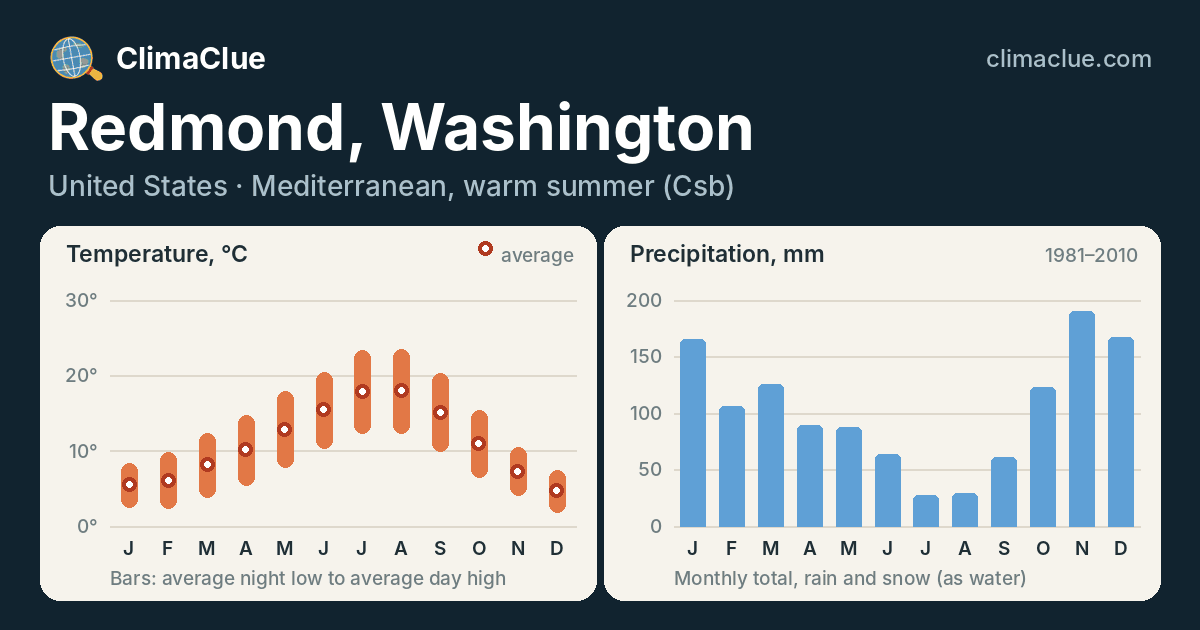 ClimaClue
climaclue.com
Redmond, Washington
United States · Mediterranean, warm summer (Csb)
Temperature, °C
average
30°
20°
10°
0°
J F M A M J J A S O N D
Bars: average night low to average day high
Precipitation, mm
1981–2010
200
150
100
50
0
J F M A M J J A S O N D
Monthly total, rain and snow (as water)